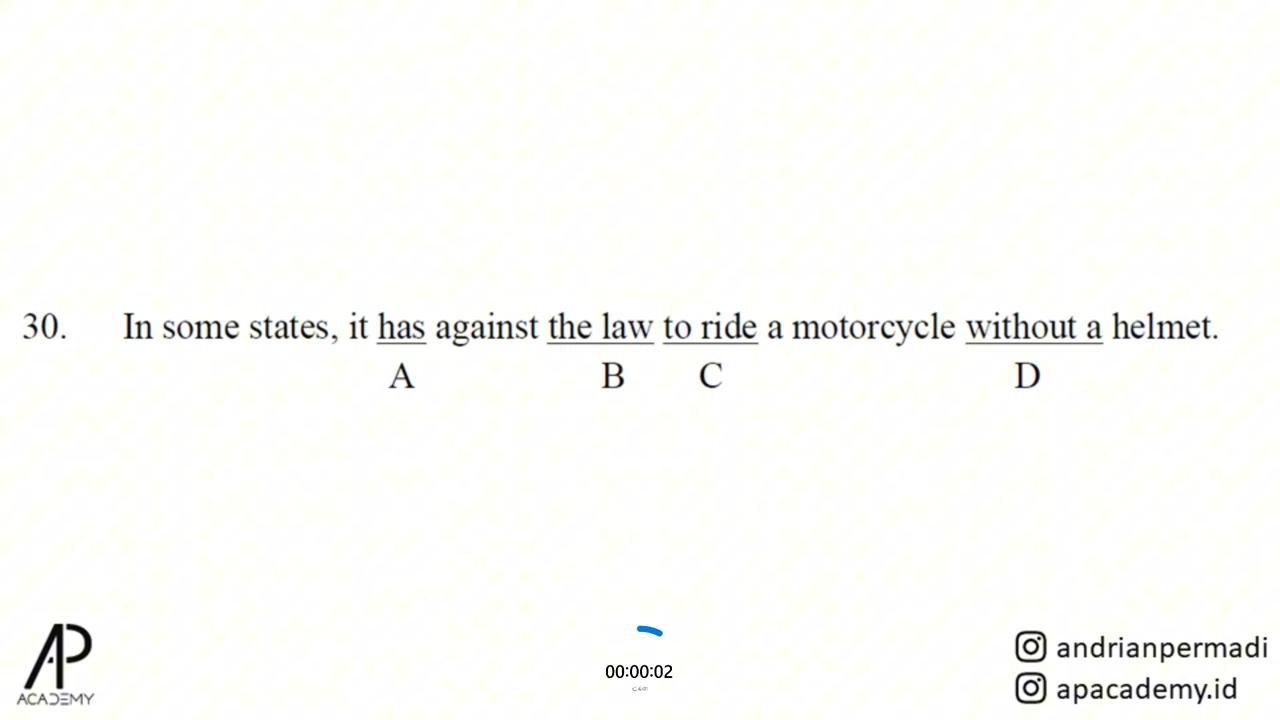 30. In some states, it has against the law to ride a motorcycle without a helmet.
A B C D
00:00:02
AP
ACADEMY
andrianpermadi
apacademy.id